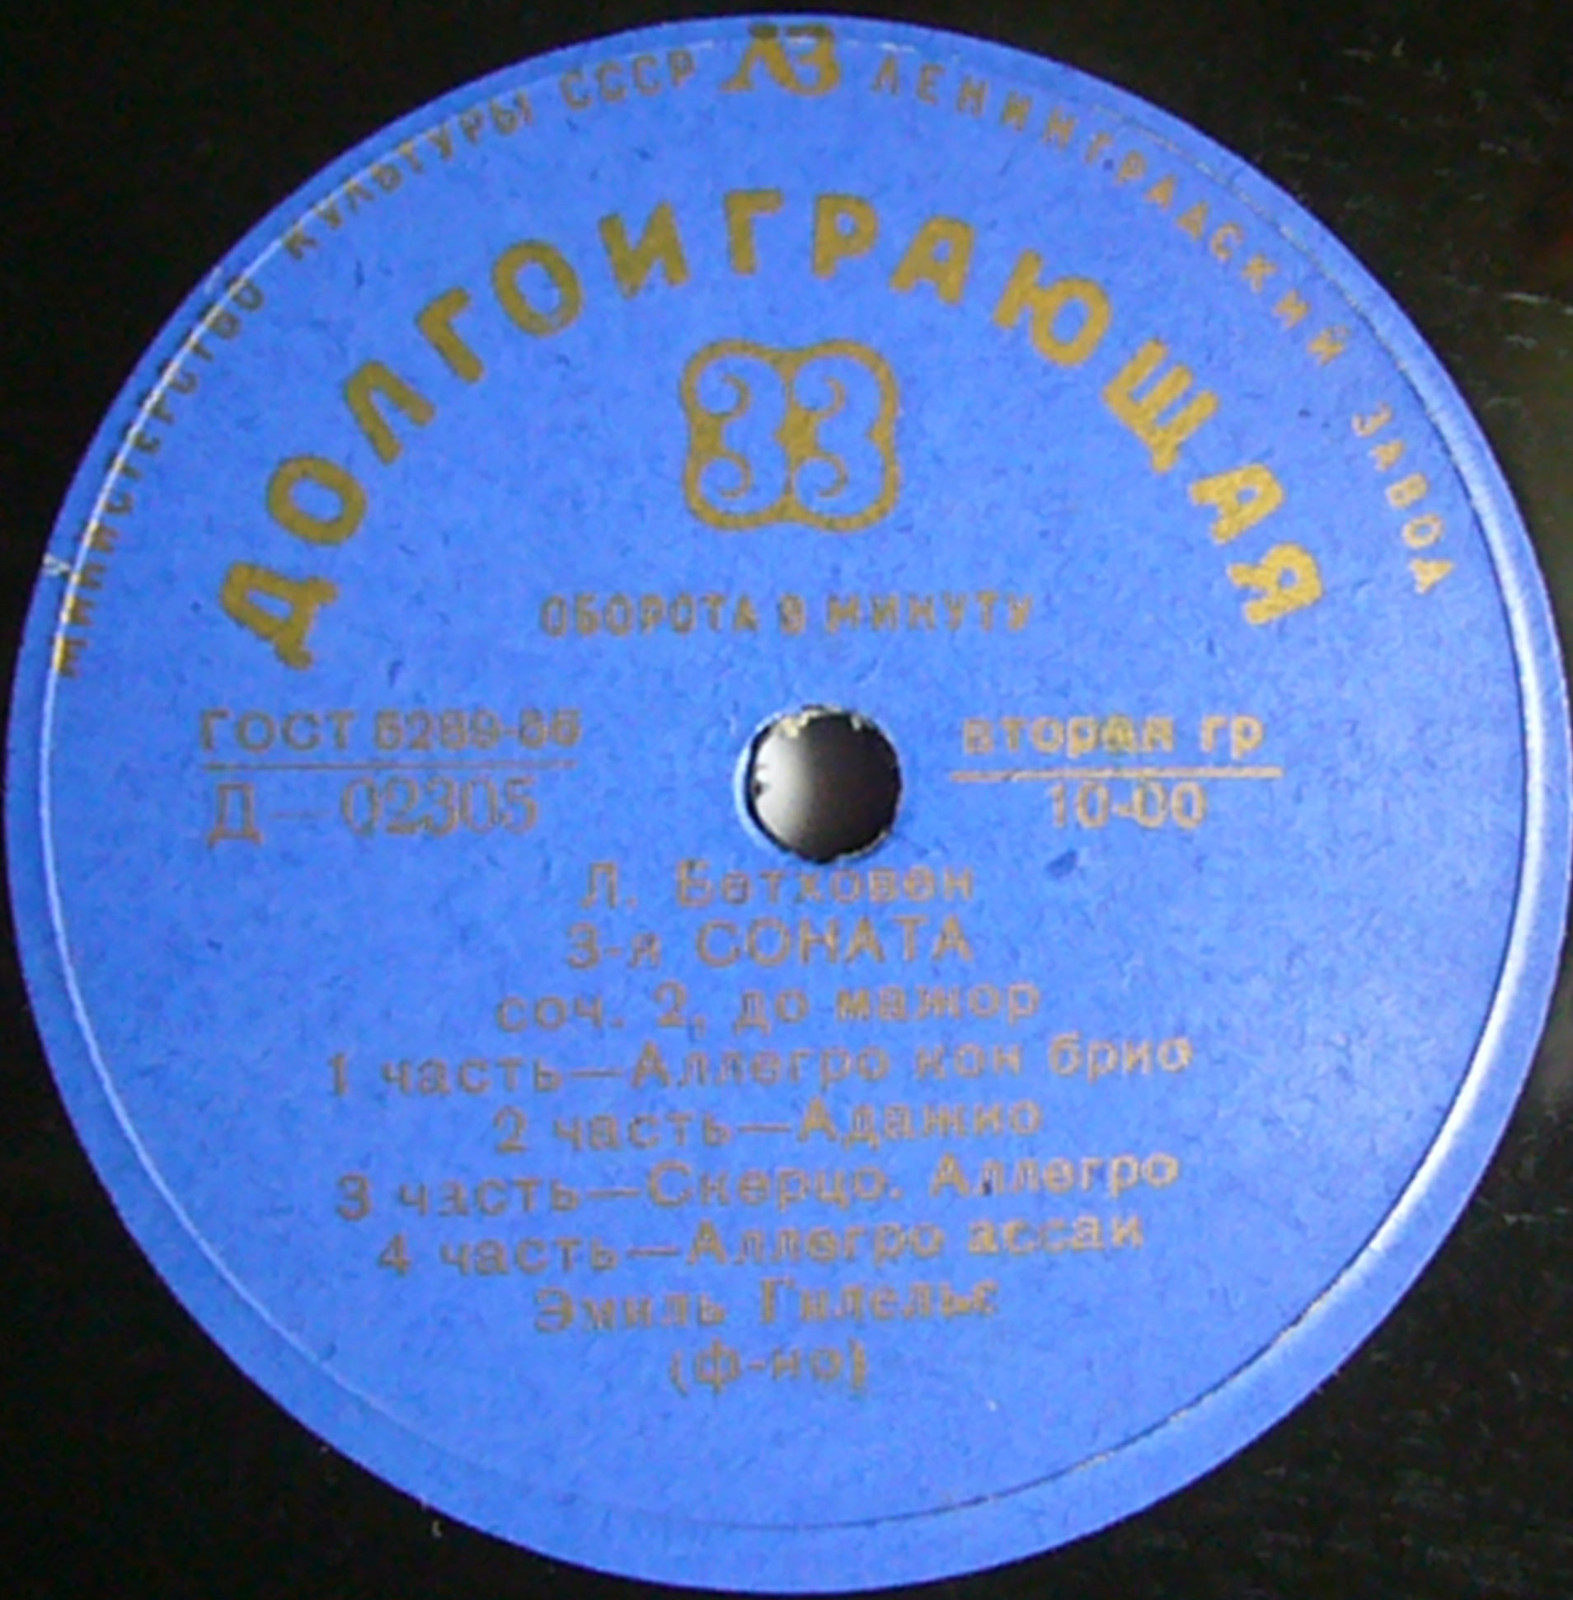 МИНИСТЕРСТВО КУЛЬТУРЫ СССР ЛЗ ЛЕНИНГРАДСКИЙ ЗАВОД
ДОЛГОИГРАЮЩАЯ
33
ОБОРОТА В МИНУТУ
ГОСТ 5289-56
Д—02305
вторая гр
10-00
Л. Бетховен
3-я СОНАТА
соч. 2, до мажор
1 часть—Аллегро кон брио
2 часть—Адажио
3 часть—Скерцо. Аллегро
4 часть—Аллегро ассаи
Эмиль Гилельс
(ф-но)